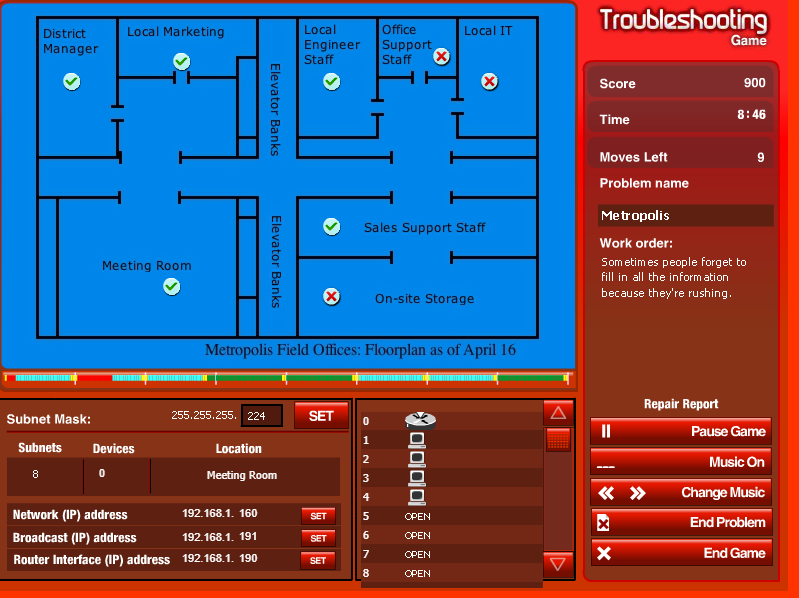 Troubleshooting
Game
District
Manager
Local Marketing
Elevator Banks
Local
Engineer
Staff
Office
Support
Staff
Local IT
Meeting Room
Elevator Banks
Sales Support Staff
On-site Storage
Metropolis Field Offices: Floorplan as of April 16
Score 900
Time 8:46
Moves Left 9
Problem name
Metropolis
Work order:
Sometimes people forget to
fill in all the information
because they're rushing.
Repair Report
Pause Game
Music On
Change Music
End Problem
End Game
Subnet Mask: 255.255.255. 224 SET
Subnets Devices Location
8 0 Meeting Room
Network (IP) address 192.168.1. 160 SET
Broadcast (IP) address 192.168.1. 191 SET
Router Interface (IP) address 192.168.1. 190 SET
0
1
2
3
4
5 OPEN
6 OPEN
7 OPEN
8 OPEN